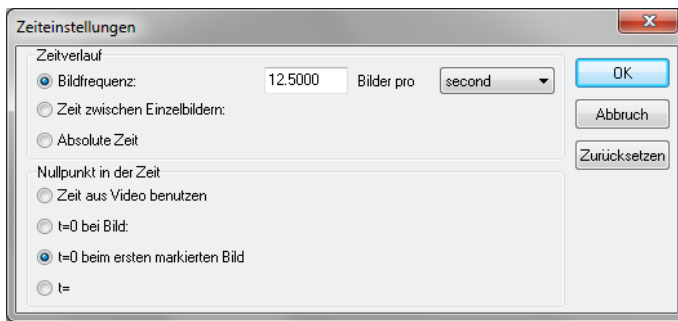 Zeiteinstellungen
Zeitverlauf
Bildfrequenz: 12.5000 Bilder pro second
Zeit zwischen Einzelbildern:
Absolute Zeit
Nullpunkt in der Zeit
Zeit aus Video benutzen
t=0 bei Bild:
t=0 beim ersten markierten Bild
t=
OK
Abbruch
Zurücksetzen